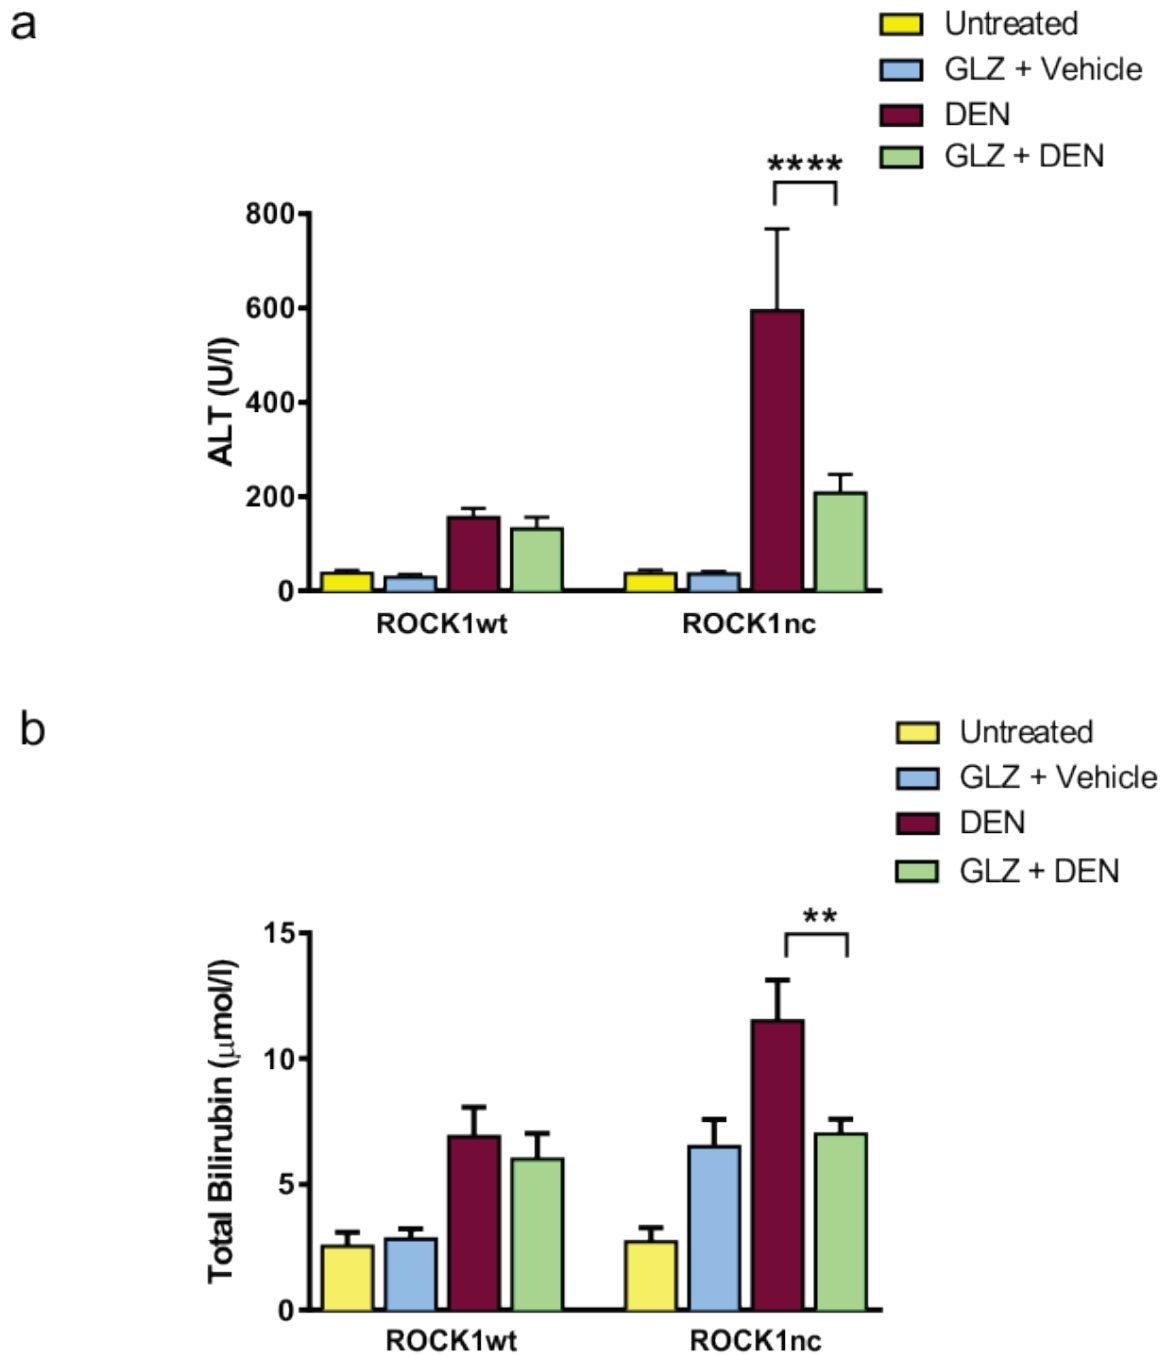 a
Untreated
GLZ + Vehicle
DEN
GLZ + DEN
****
800
600
400
200
0
ALT (U/l)
ROCK1wt
ROCK1nc
b
Untreated
GLZ + Vehicle
DEN
GLZ + DEN
**
15
10
5
0
Total Bilirubin (μmol/l)
ROCK1wt
ROCK1nc